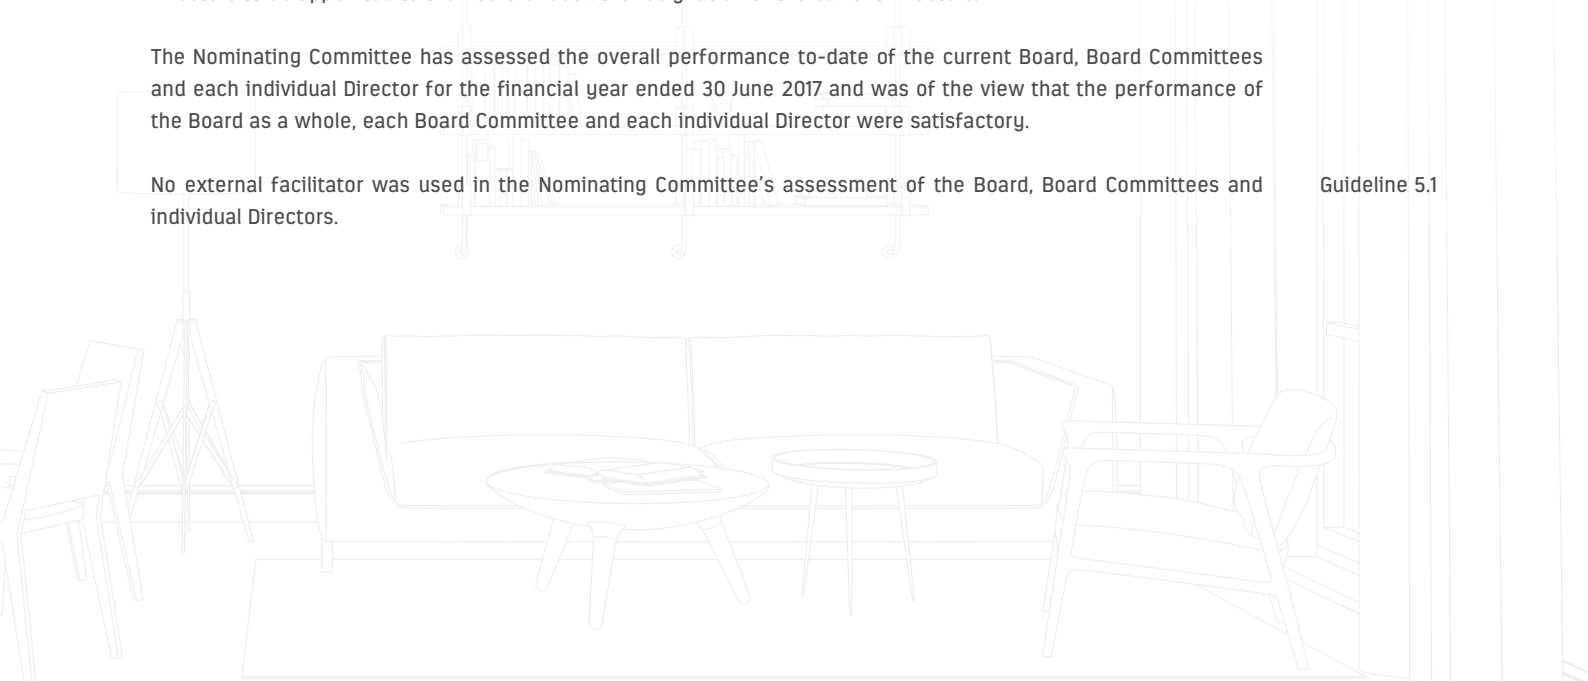 The Nominating Committee has assessed the overall performance to-date of the current Board, Board Committees
and each individual Director for the financial year ended 30 June 2017 and was of the view that the performance of
the Board as a whole, each Board Committee and each individual Director were satisfactory.
No external facilitator was used in the Nominating Committee’s assessment of the Board, Board Committees and
individual Directors.
Guideline 5.1